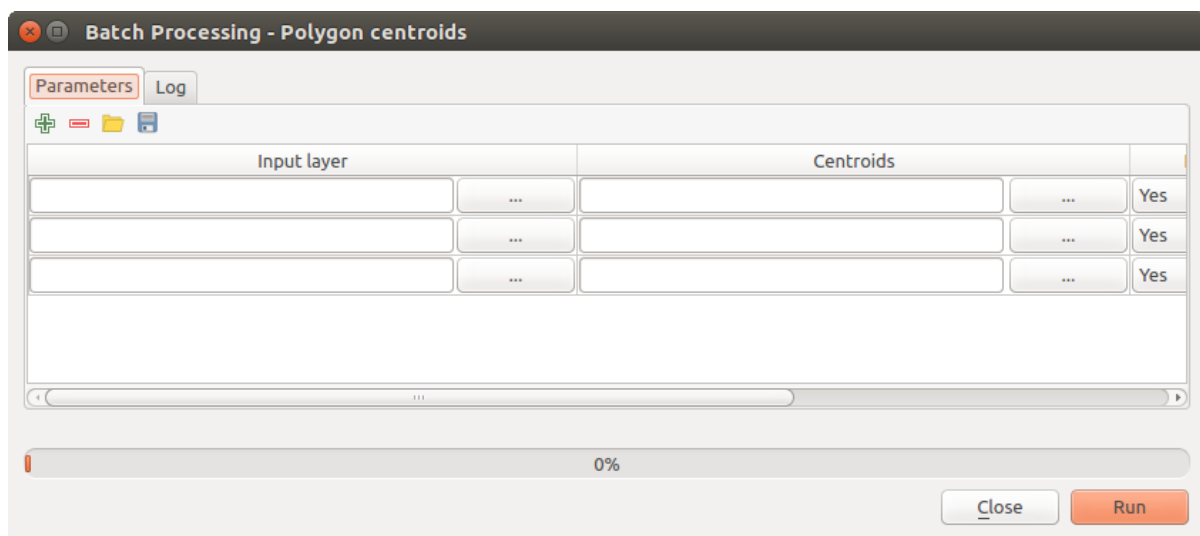 Batch Processing - Polygon centroids
Parameters Log
Input layer Centroids
... ... Yes
... ... Yes
... ... Yes
0%
Close Run